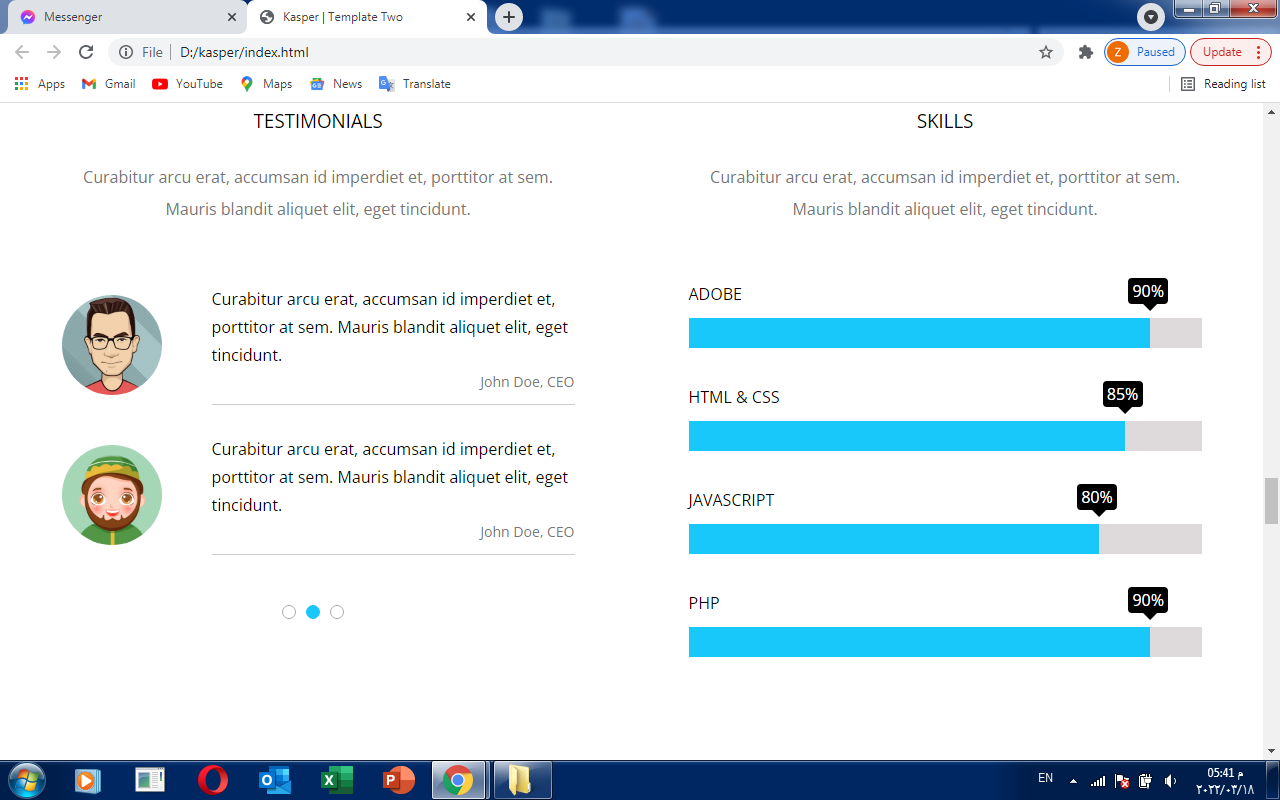 Messenger
Kasper | Template Two
File
D:/kasper/index.html
Z
Paused
Update
Apps
Gmail
YouTube
Maps
News
Translate
Reading list
TESTIMONIALS
Curabitur arcu erat, accumsan id imperdiet et, porttitor at sem.
Mauris blandit aliquet elit, eget tincidunt.
Curabitur arcu erat, accumsan id imperdiet et,
porttitor at sem. Mauris blandit aliquet elit, eget
tincidunt.
John Doe, CEO
Curabitur arcu erat, accumsan id imperdiet et,
porttitor at sem. Mauris blandit aliquet elit, eget
tincidunt.
John Doe, CEO
SKILLS
Curabitur arcu erat, accumsan id imperdiet et, porttitor at sem.
Mauris blandit aliquet elit, eget tincidunt.
ADOBE
90%
HTML & CSS
85%
JAVASCRIPT
80%
PHP
90%
EN
05:41 م
٢٠٢٢/٠٣/١٨